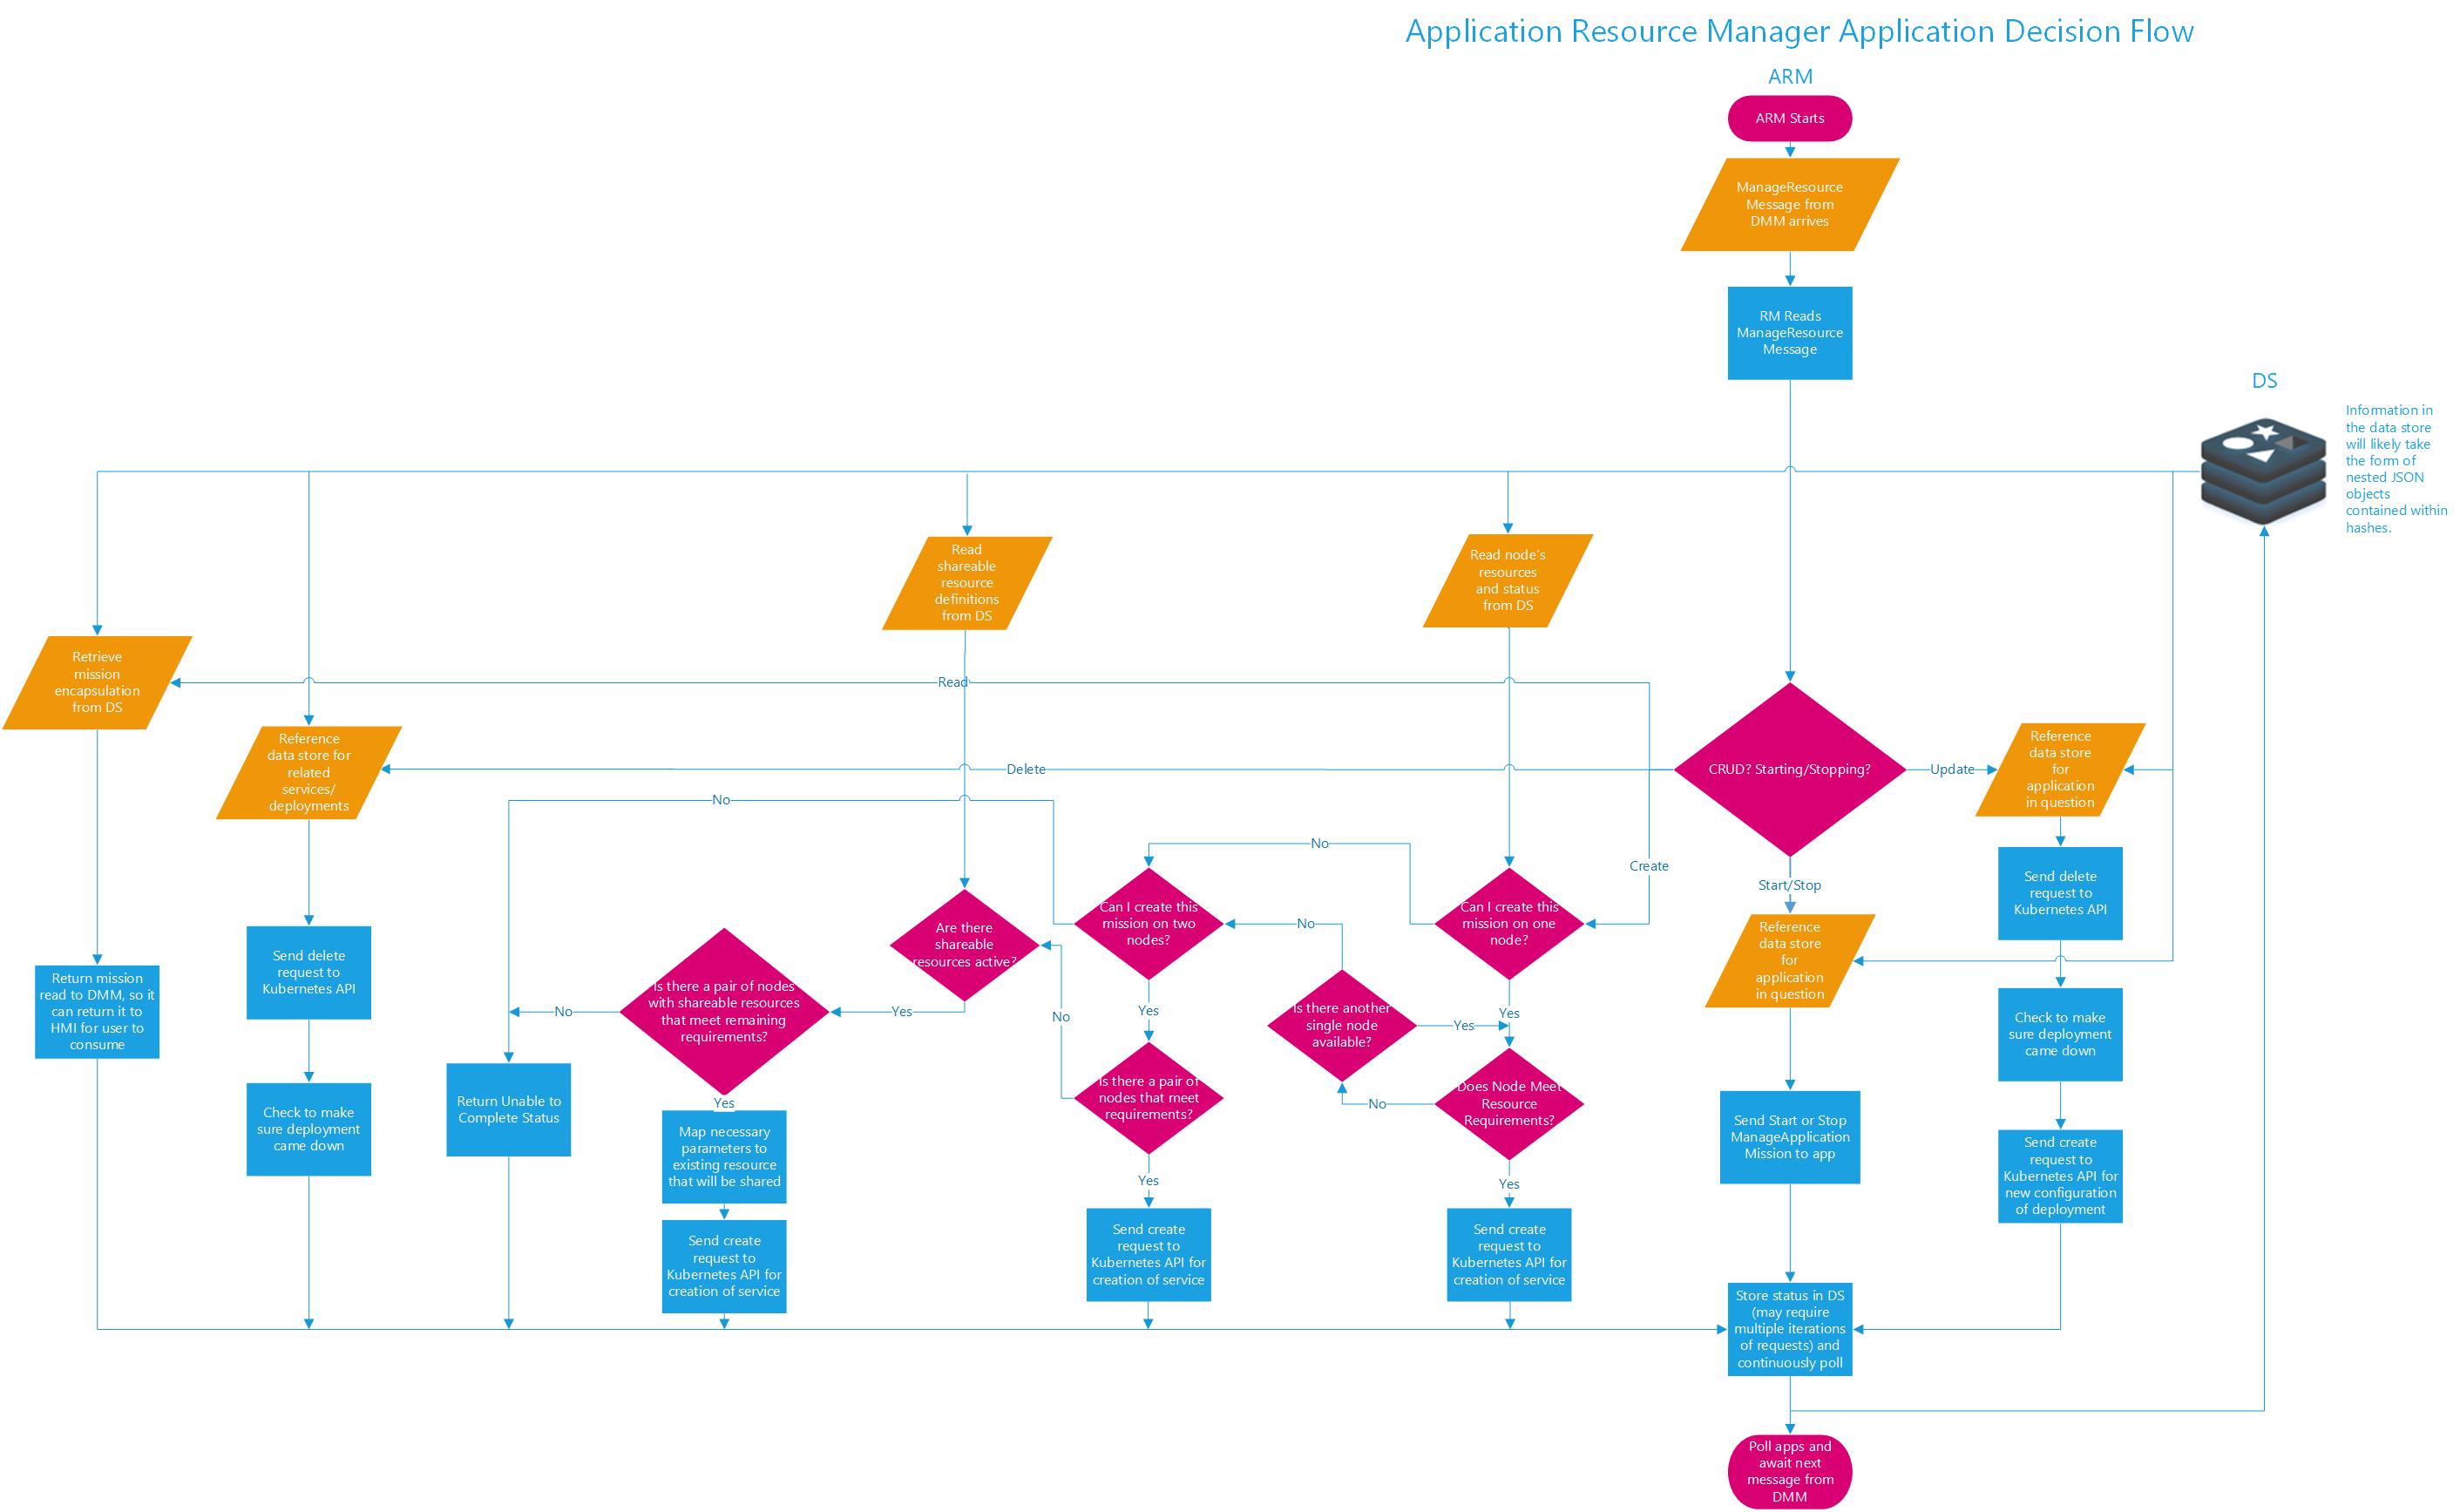 Application Resource Manager Application Decision Flow
ARM
ARM Starts
ManageResource
Message from
DMM arrives
RM Reads
ManageResource
Message
DS
Information in
the data store
will likely take
the form of
nested JSON
objects
contained within
hashes.
Read
shareable
resource
definitions
from DS
Read node's
resources
and status
from DS
Retrieve
mission
encapsulation
from DS
Read
Reference
data store for
related
services/
deployments
Delete
CRUD? Starting/Stopping?
Update
Reference
data store
for
application
in question
No
No
Create
Start/Stop
Send delete
request to
Kubernetes API
Can I create this
mission on two
nodes?
No
Can I create this
mission on one
node?
Are there
shareable
resources active?
Reference
data store
for
application
in question
Send delete
request to
Kubernetes API
Return mission
read to DMM, so it
can return it to
HMI for user to
consume
No
Is there a pair of nodes
with shareable resources
that meet remaining
requirements?
Yes
No
Yes
Is there another
single node
available?
Yes
Yes
Check to make
sure deployment
came down
Check to make
sure deployment
came down
Return Unable to
Complete Status
Yes
Is there a pair of
nodes that meet
requirements?
No
Does Node Meet
Resource
Requirements?
Send Start or Stop
ManageApplication
Mission to app
Map necessary
parameters to
existing resource
that will be shared
Yes
Yes
Send create
request to
Kubernetes API for
new configuration
of deployment
Send create
request to
Kubernetes API for
creation of service
Send create
request to
Kubernetes API for
creation of service
Send create
request to
Kubernetes API for
creation of service
Store status in DS
(may require
multiple iterations
of requests) and
continuously poll
Poll apps and
await next
message from
DMM